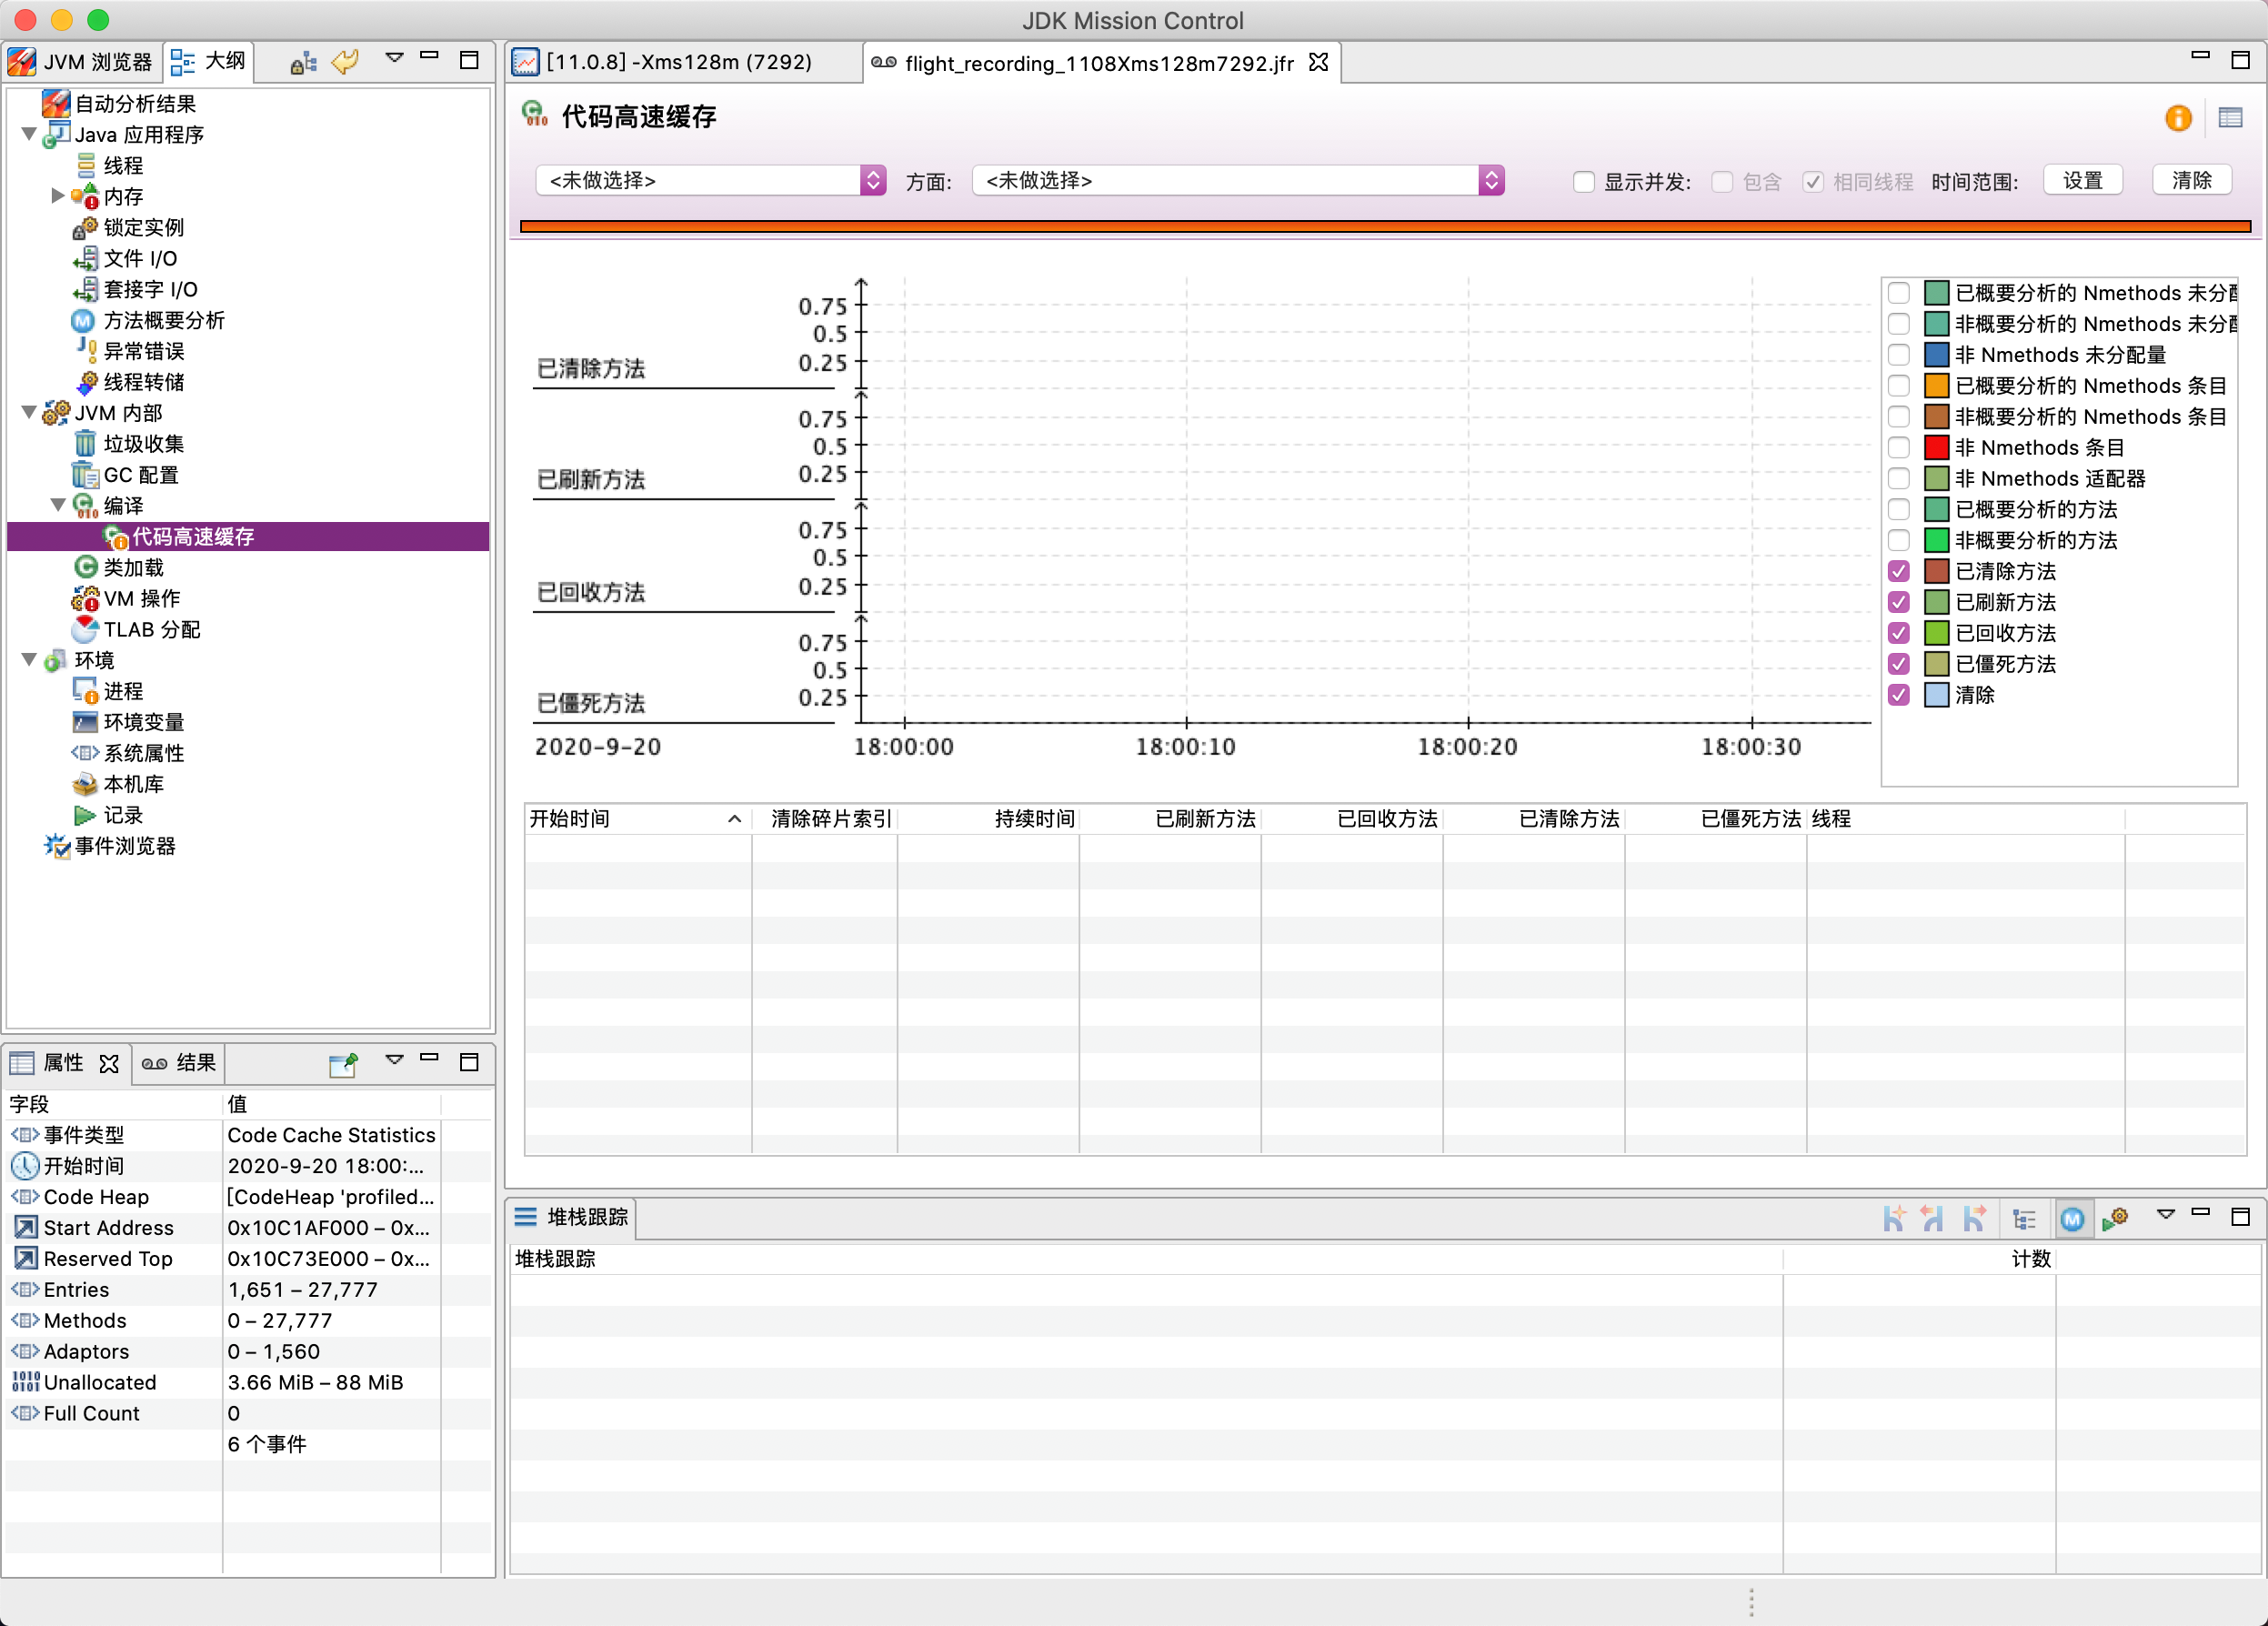 JDK Mission Control
JVM 浏览器
大纲
[11.0.8] -Xms128m (7292)
flight_recording_1108Xms128m7292.jfr
自动分析结果
Java 应用程序
线程
内存
锁定实例
文件 I/O
套接字 I/O
方法概要分析
异常错误
线程转储
JVM 内部
垃圾收集
GC 配置
编译
代码高速缓存
类加载
VM 操作
TLAB 分配
环境
进程
环境变量
系统属性
本机库
记录
事件浏览器
代码高速缓存
<未做选择> 方面: <未做选择> 显示并发: 包含 相同线程 时间范围: 设置 清除
0.75
0.5
0.25
已清除方法
0.75
0.5
0.25
已刷新方法
0.75
0.5
0.25
已回收方法
0.75
0.5
0.25
已僵死方法
2020-9-20 18:00:00 18:00:10 18:00:20 18:00:30
已概要分析的 Nmethods 未分
非概要分析的 Nmethods 未分
非 Nmethods 未分配量
已概要分析的 Nmethods 条目
非概要分析的 Nmethods 条目
非 Nmethods 条目
非 Nmethods 适配器
已概要分析的方法
非概要分析的方法
已清除方法
已刷新方法
已回收方法
已僵死方法
清除
开始时间 清除碎片索引 持续时间 已刷新方法 已回收方法 已清除方法 已僵死方法 线程
属性 结果
字段 值
事件类型 Code Cache Statistics
开始时间 2020-9-20 18:00:...
Code Heap [CodeHeap 'profiled...
Start Address 0x10C1AF000 – 0x...
Reserved Top 0x10C73E000 – 0x...
Entries 1,651 – 27,777
Methods 0 – 27,777
Adaptors 0 – 1,560
Unallocated 3.66 MiB – 88 MiB
Full Count 0
6 个事件
堆栈跟踪
堆栈跟踪 计数